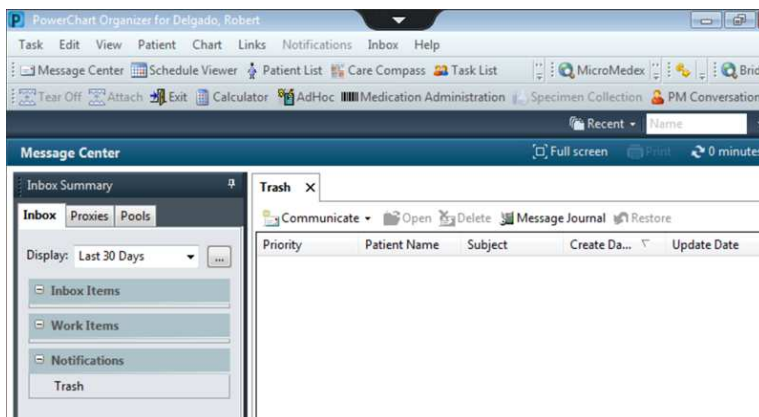 P PowerChart Organizer for Delgado, Robert
Task Edit View Patient Chart Links Notifications Inbox Help
Message Center Schedule Viewer Patient List Care Compass Task List MicroMedex Brid
Tear Off Attach Exit Calculator AdHoc Medication Administration Specimen Collection PM Conversation
Recent Name
Message Center Full screen Print 0 minutes
Inbox Summary
Trash X
Inbox Proxies Pools
Communicate Open Delete Message Journal Restore
Priority Patient Name Subject Create Da... Update Date
Display: Last 30 Days ...
Inbox Items
Work Items
Notifications
Trash